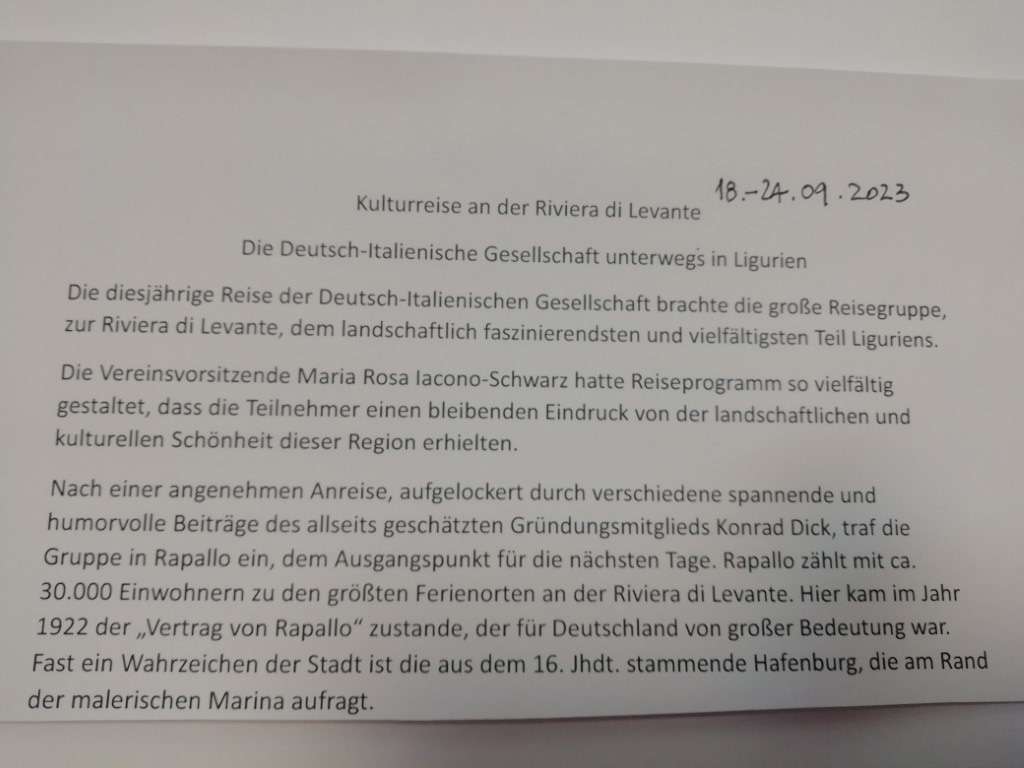 Kulturreise an der Riviera di Levante 18.-24.09.2023
Die Deutsch-Italienische Gesellschaft unterwegs in Ligurien
Die diesjährige Reise der Deutsch-Italienischen Gesellschaft brachte die große Reisegruppe,
zur Riviera di Levante, dem landschaftlich faszinierendsten und vielfältigsten Teil Liguriens.
Die Vereinsvorsitzende Maria Rosa Iacono-Schwarz hatte Reiseprogramm so vielfältig
gestaltet, dass die Teilnehmer einen bleibenden Eindruck von der landschaftlichen und
kulturellen Schönheit dieser Region erhielten.
Nach einer angenehmen Anreise, aufgelockert durch verschiedene spannende und
humorvolle Beiträge des allseits geschätzten Gründungsmitglieds Konrad Dick, traf die
Gruppe in Rapallo ein, dem Ausgangspunkt für die nächsten Tage. Rapallo zählt mit ca.
30.000 Einwohnern zu den größten Ferienorten an der Riviera di Levante. Hier kam im Jahr
1922 der „Vertrag von Rapallo“ zustande, der für Deutschland von großer Bedeutung war.
Fast ein Wahrzeichen der Stadt ist die aus dem 16. Jhdt. stammende Hafenburg, die am Rand
der malerischen Marina aufragt.